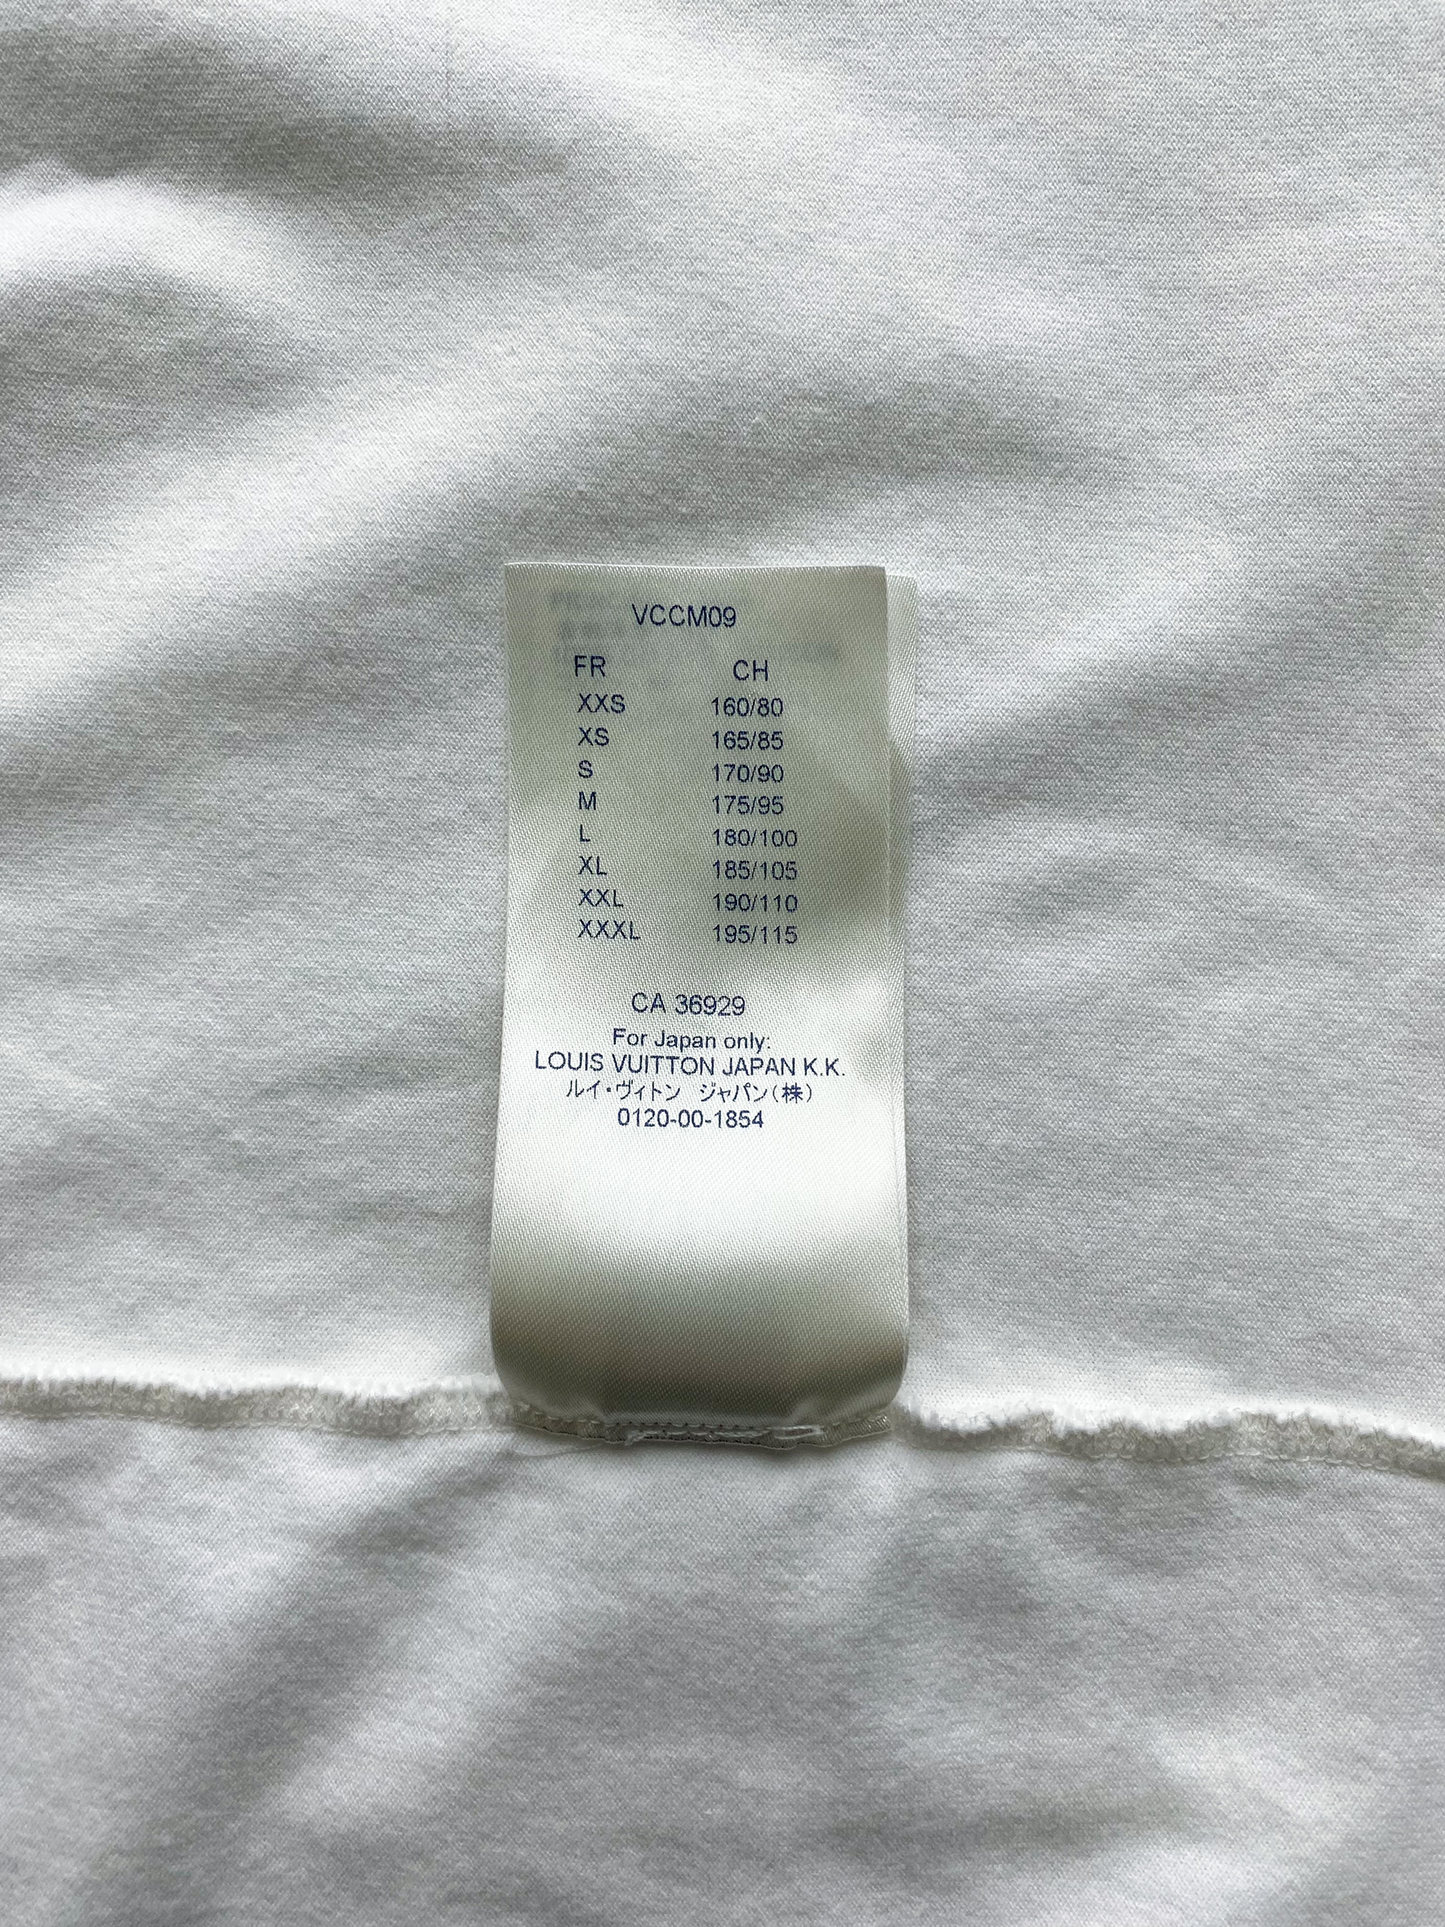 VCCM09
FR CH
XXS 160/80
XS 165/85
S 170/90
M 175/95
L 180/100
XL 185/105
XXL 190/110
XXXL 195/115
CA 36929
For Japan only:
LOUIS VUITTON JAPAN K.K.
ルイ・ヴィトン ジャパン(株)
0120-00-1854